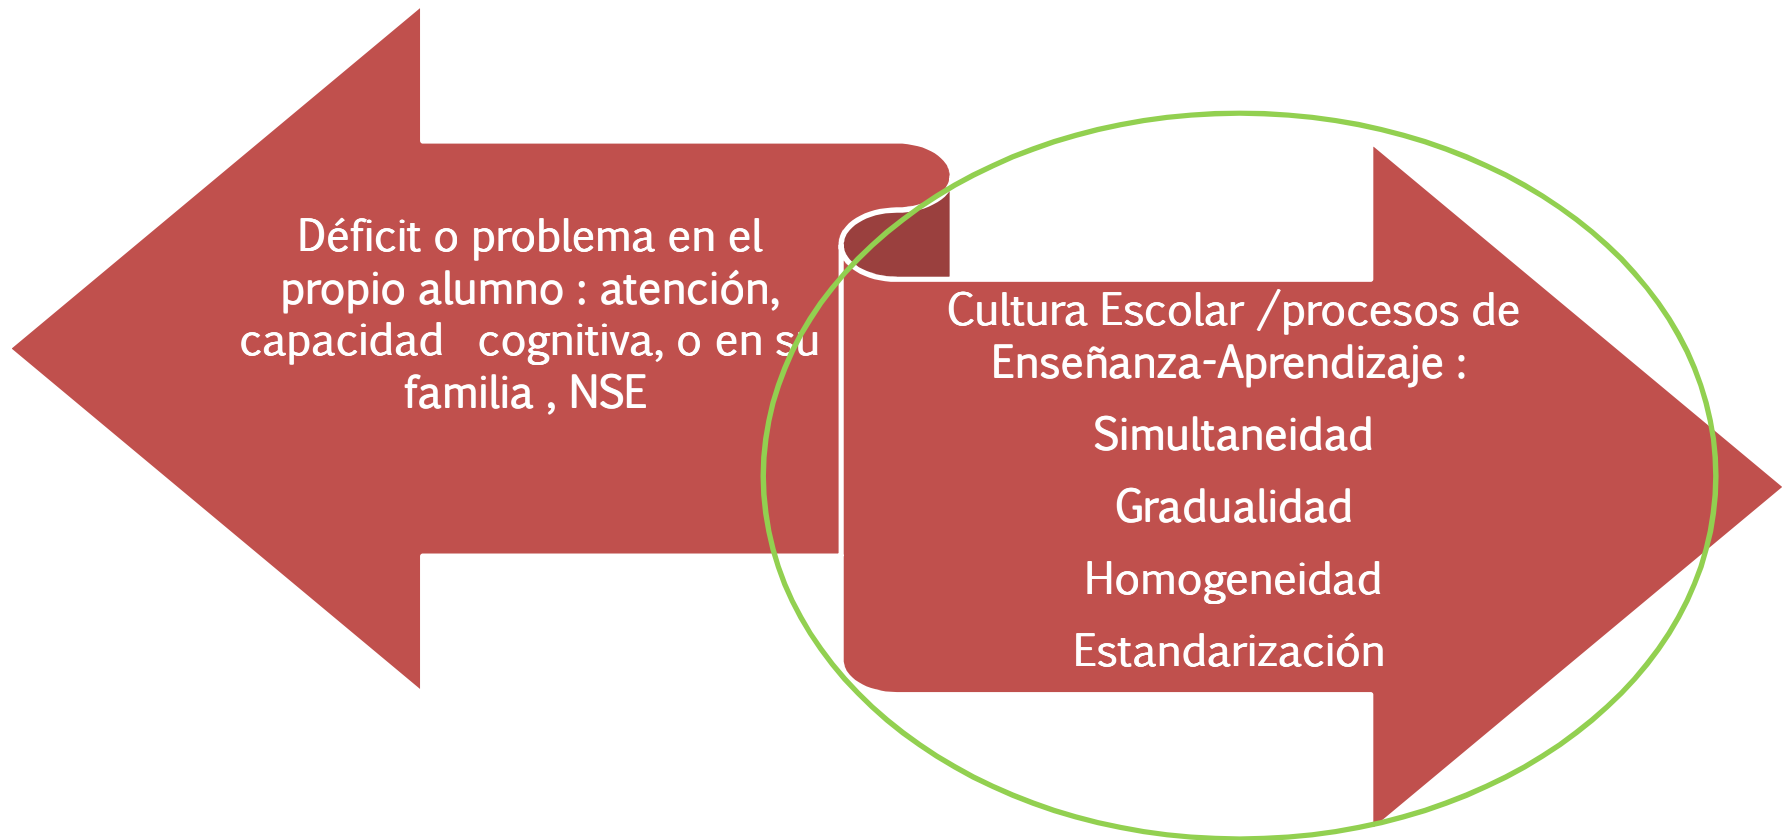 Déficit o problema en el
propio alumno : atención,
capacidad cognitiva, o en su
familia , NSE
Cultura Escolar /procesos de
Enseñanza-Aprendizaje :
Simultaneidad
Gradualidad
Homogeneidad
Estandarización